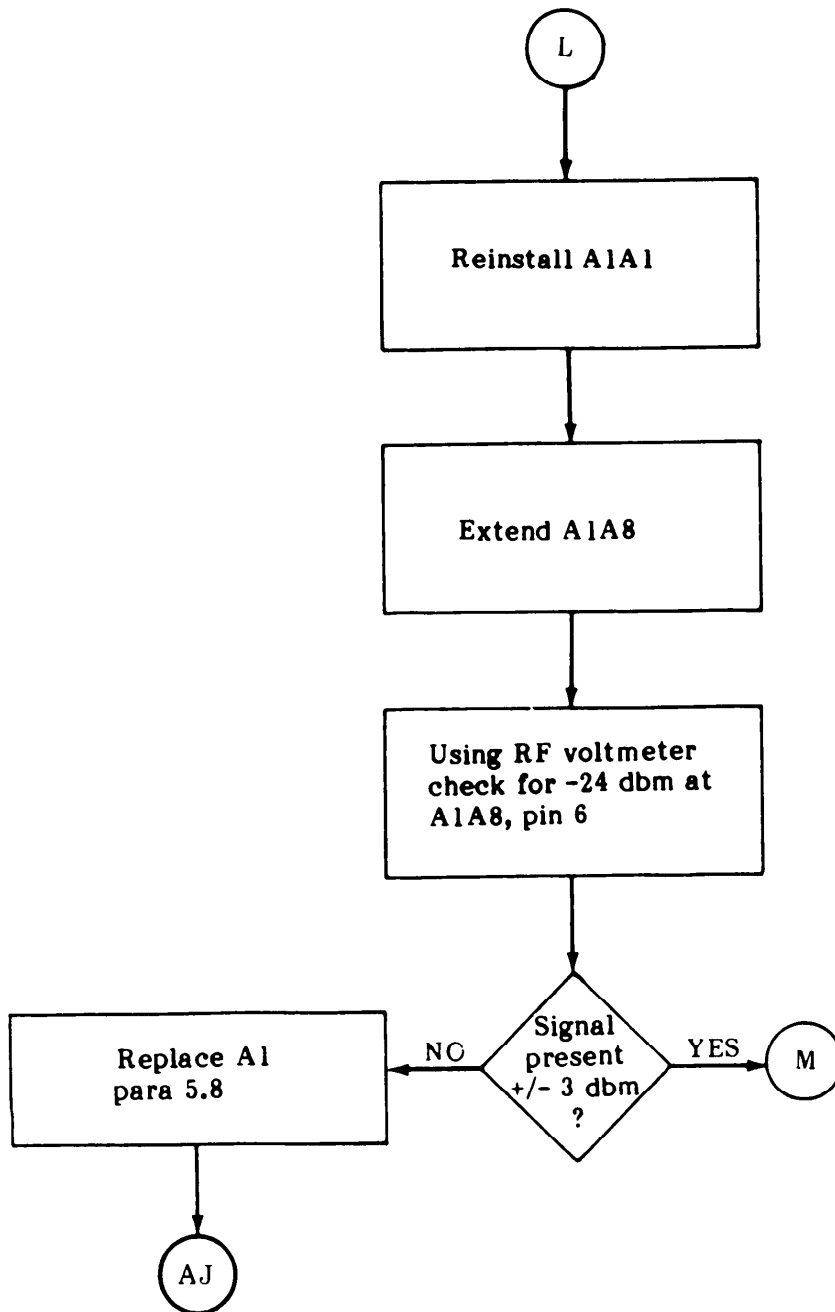 L
Reinstall A1A1
Extend A1A8
Using RF voltmeter
check for -24 dbm at
A1A8, pin 6
Signal
present
+/- 3 dbm
?
NO
YES
M
Replace A1
para 5.8
AJ